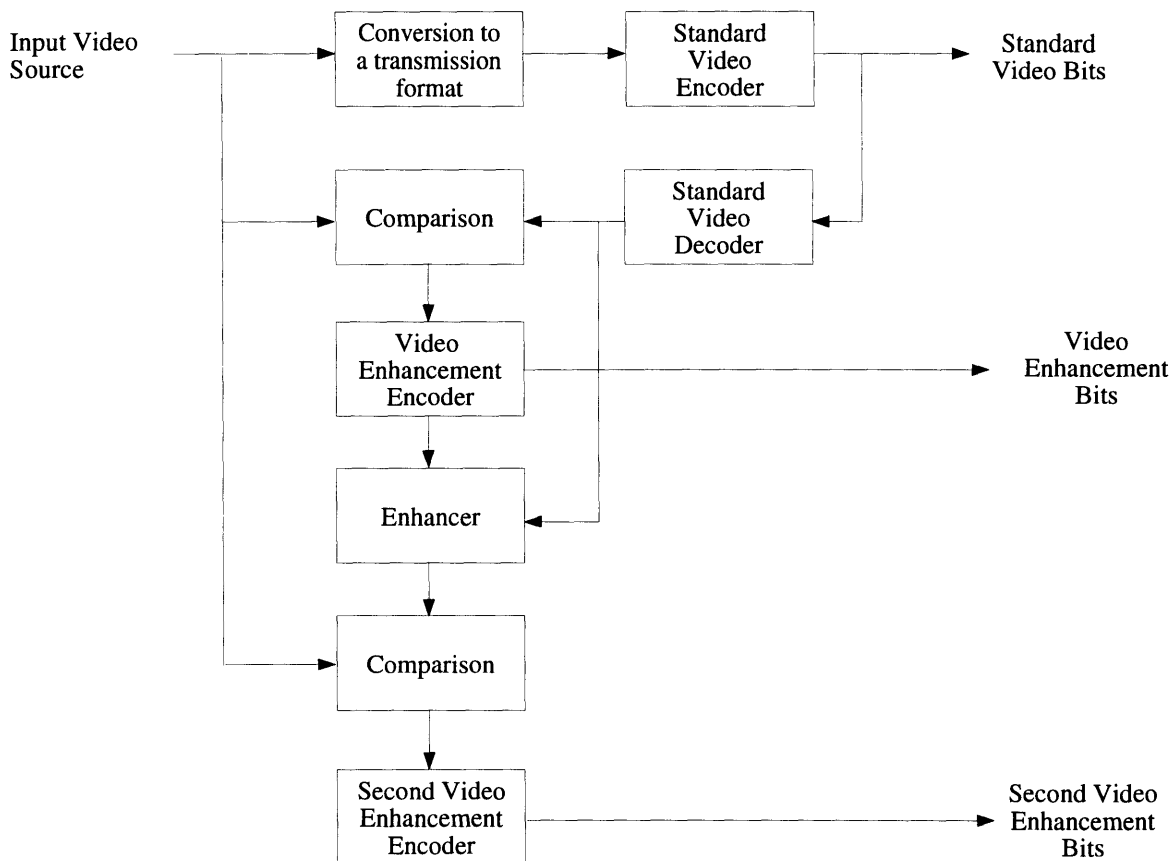 Input Video
Source
Conversion to
a transmission
format
Standard
Video
Encoder
Standard
Video Bits
Comparison
Standard
Video
Decoder
Video
Enhancement
Encoder
Video
Enhancement
Bits
Enhancer
Comparison
Second Video
Enhancement
Encoder
Second Video
Enhancement
Bits